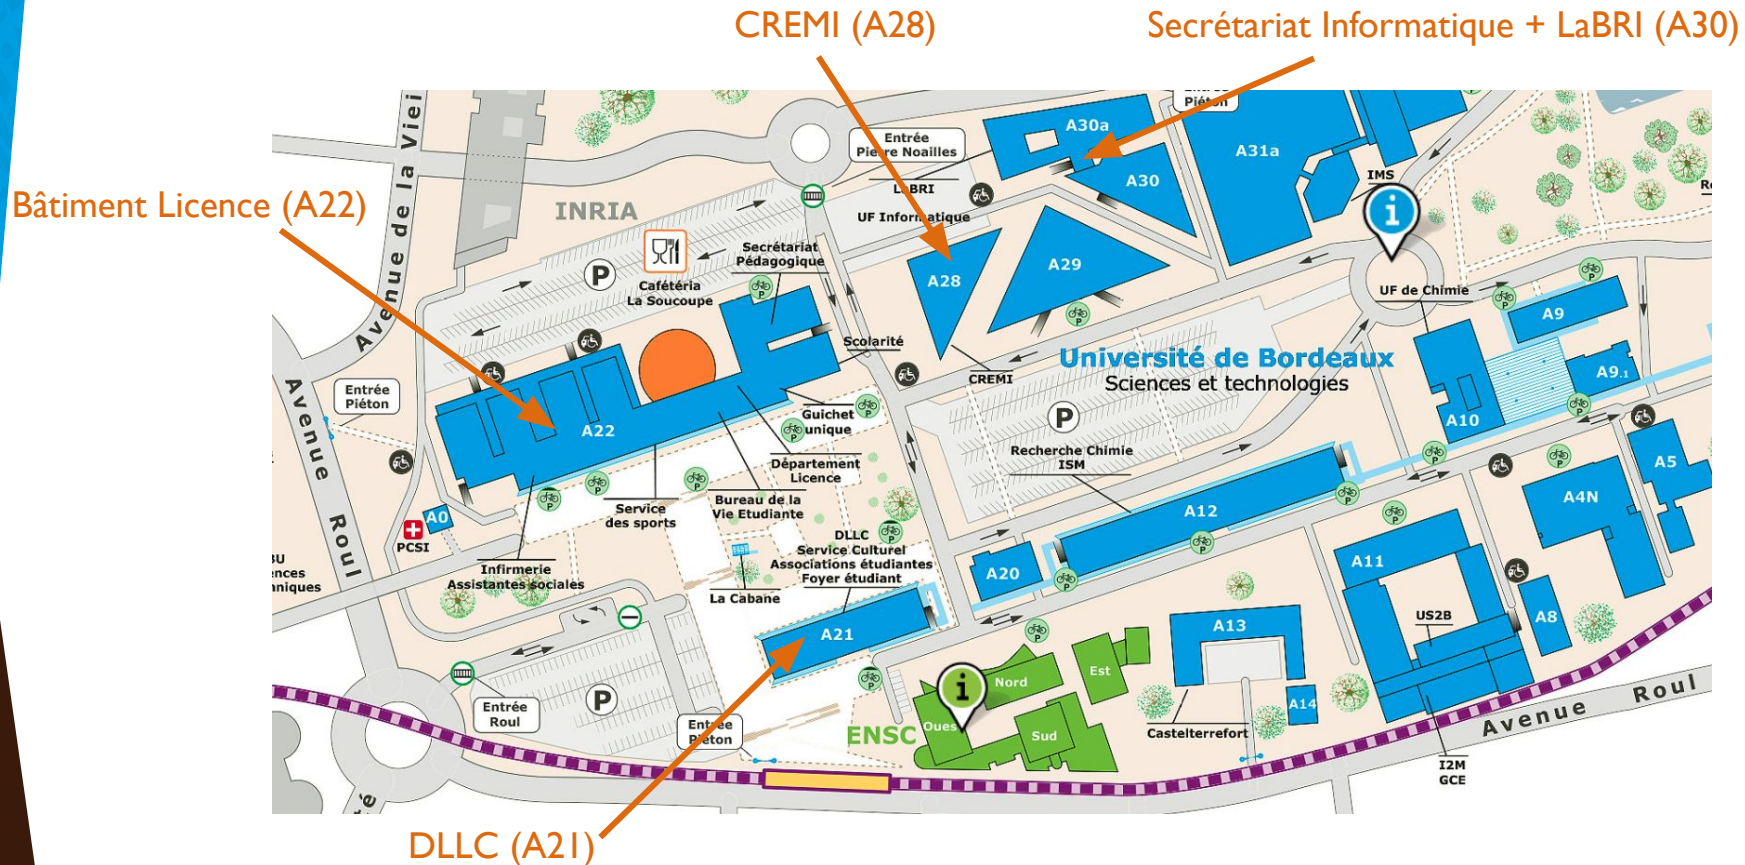 CREMI (A28)
Secrétariat Informatique + LaBRI (A30)
Bâtiment Licence (A22)
DLLC (A21)
Avenue de la Viei
Entrée
Pierre Noailles
Piéton
A30a
A31a
LaBRI
A30
IMS
INRIA
UF Informatique
i
Secrétariat
Pédagogique
P
Cafétéria
La Soucoupe
A28
A29
UF de Chimie
A9
Scolarité
CREMI
Université de Bordeaux
Sciences et technologies
A9.1
Entrée
Piéton
A22
Guichet
unique
P
A10
Recherche Chimie
ISM
Département
Licence
A5
Avenue Roul
Bureau de la
Vie Etudiante
Service
des sports
A4N
A12
A0
PCSI
BU
ences
hniques
Infirmerie
Assistantes sociales
DLLC
Service Culturel
Associations étudiantes
Foyer étudiant
La Cabane
A20
A11
A21
A13
US2B
A8
Entrée
Roul
P
Entrée
Piéton
ENSC
i
Nord
Est
Oues
Sud
Castelterrefort
A14
Avenue Roul
I2M
GCE
é